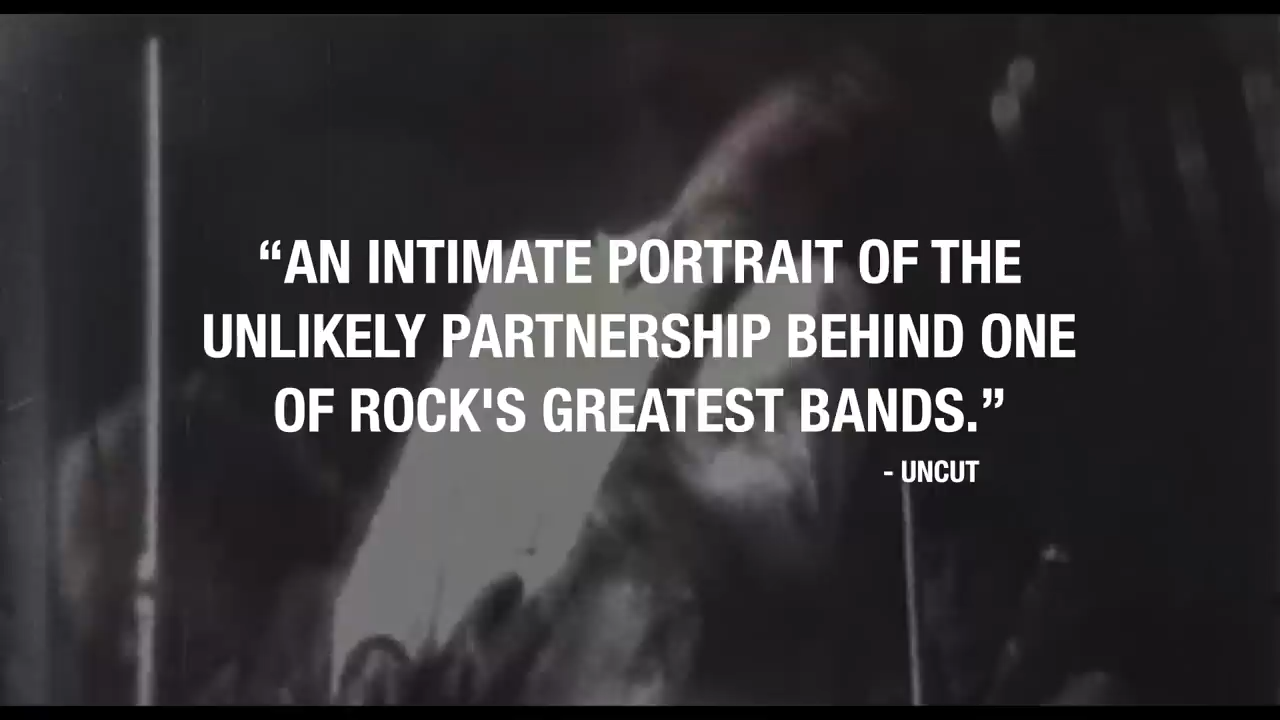 “AN INTIMATE PORTRAIT OF THE
UNLIKELY PARTNERSHIP BEHIND ONE
OF ROCK'S GREATEST BANDS.”
- UNCUT